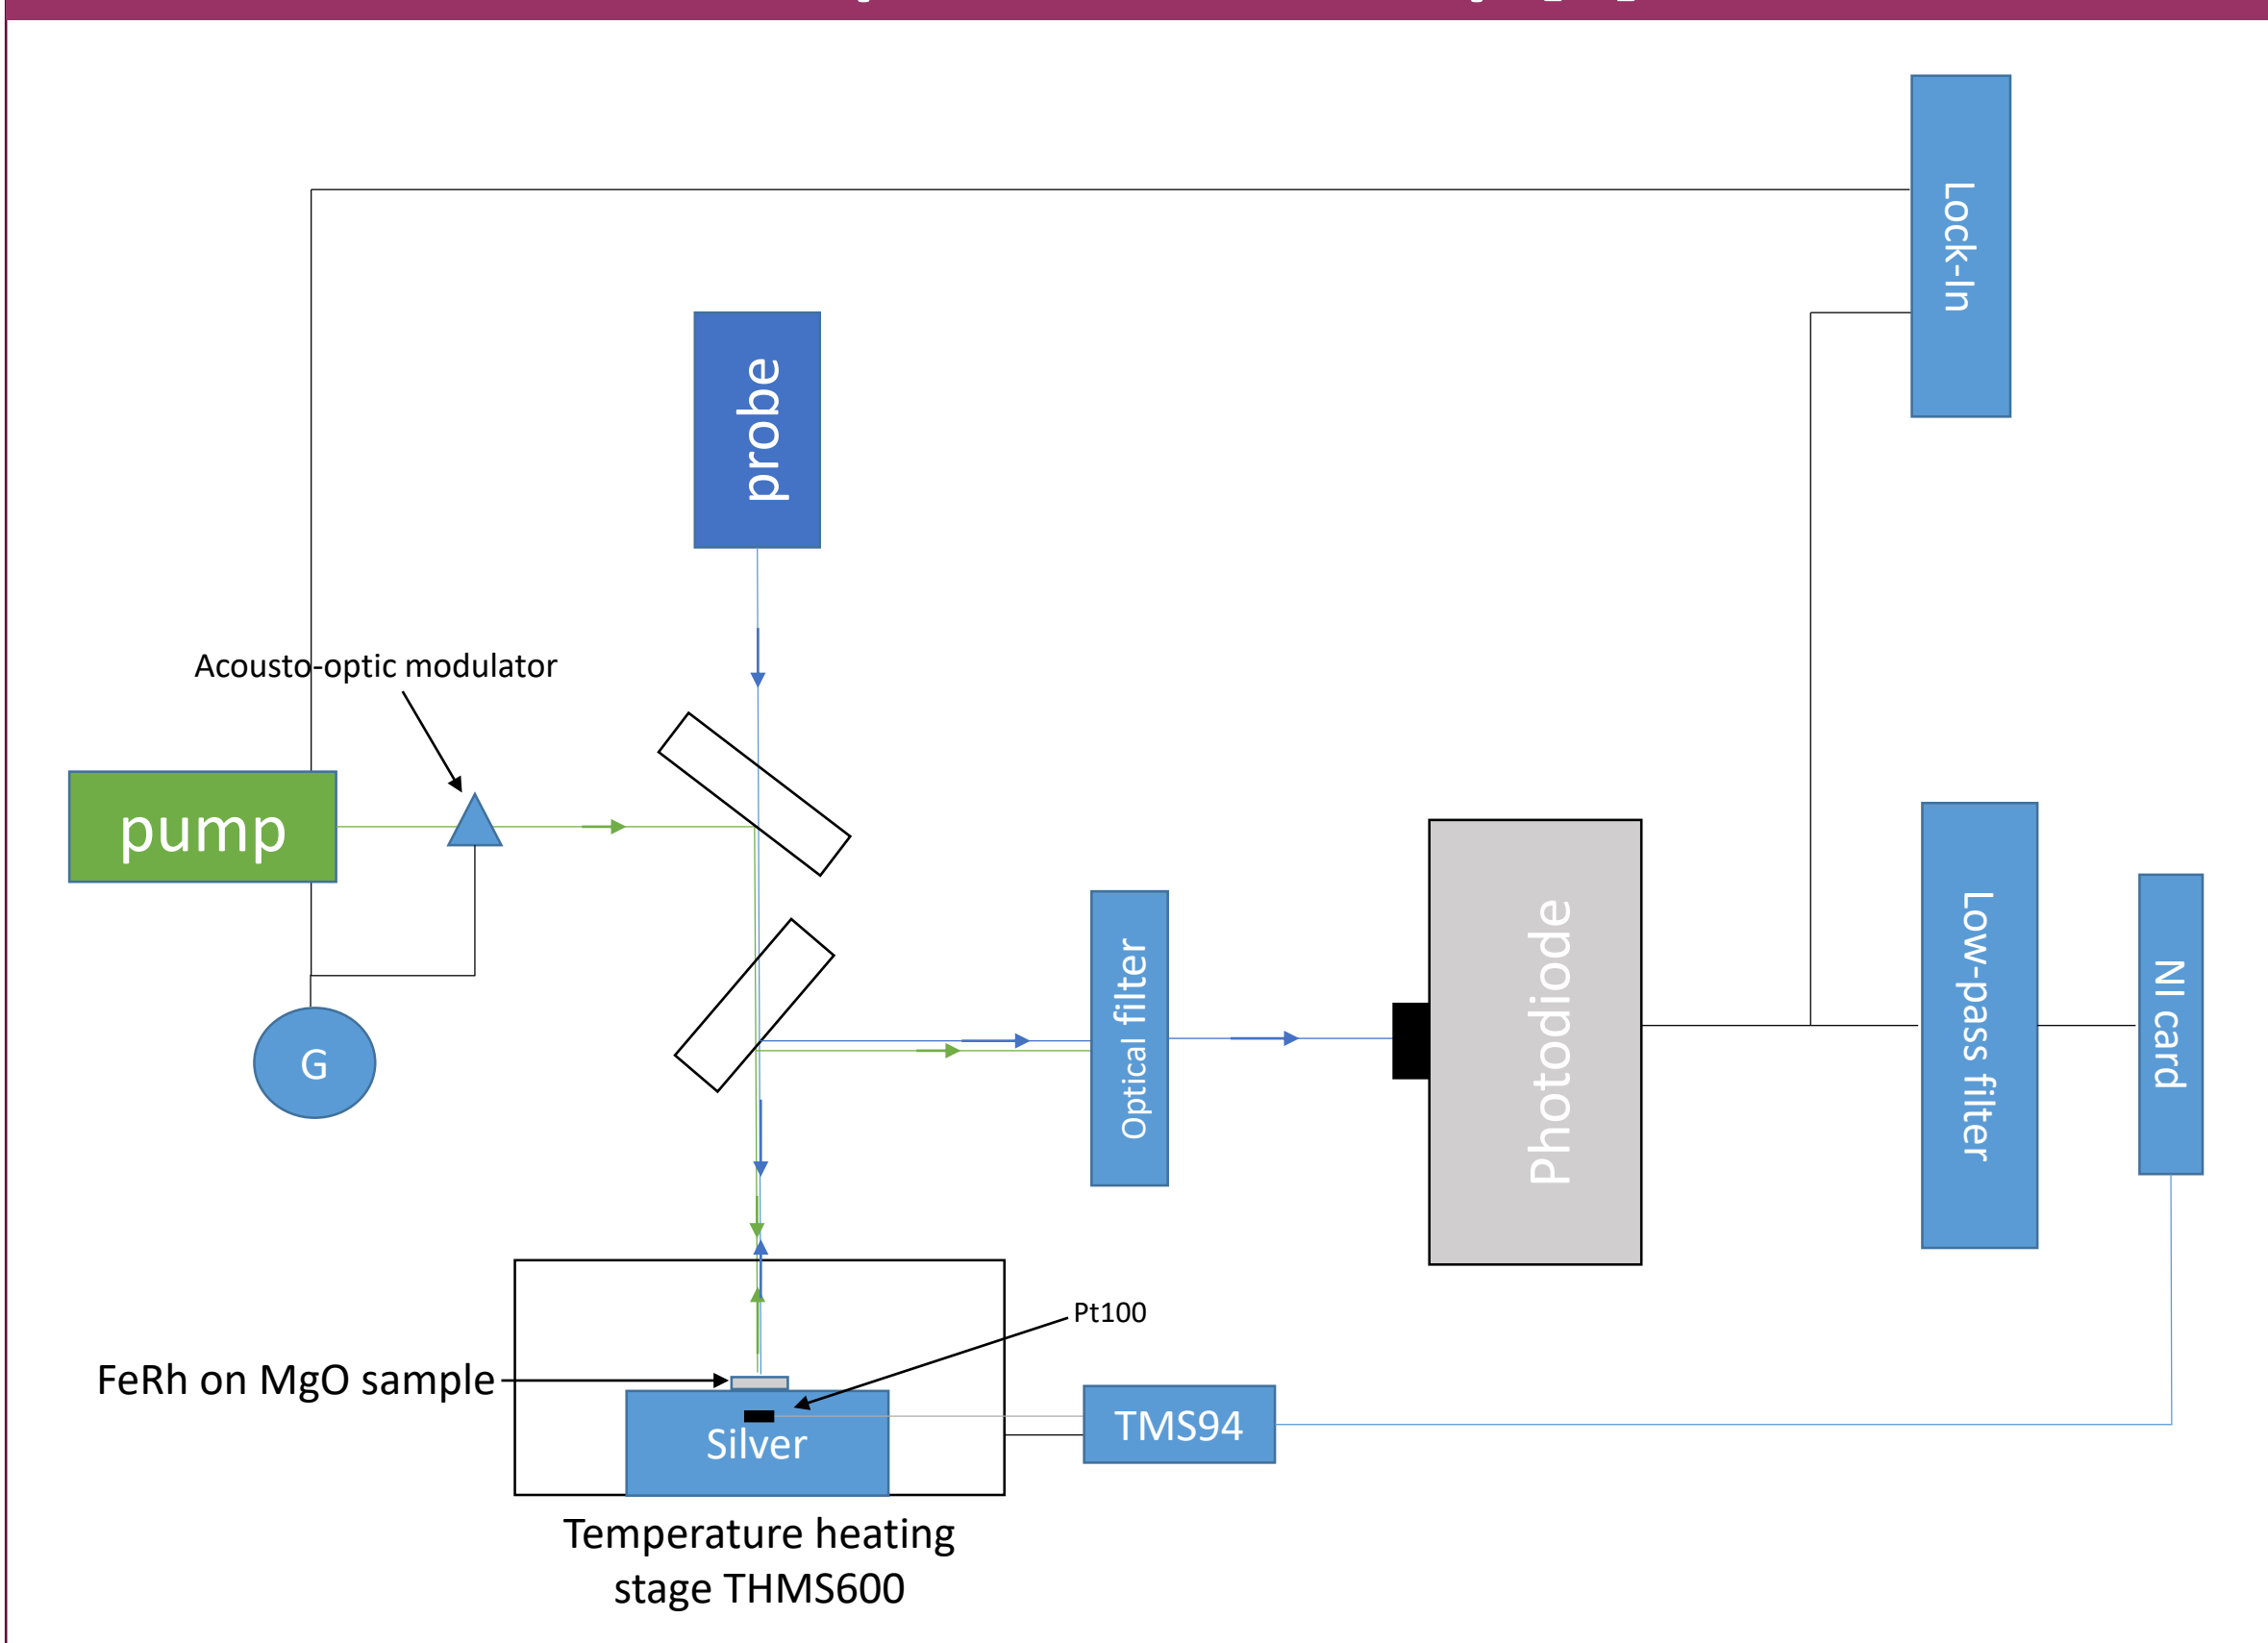 Lock-In
probe
Acousto-optic modulator
pump
Optical filter
Photodiode
Low-pass filter
NI card
G
Pt100
FeRh on MgO sample
TMS94
Silver
Temperature heating
stage THMS600